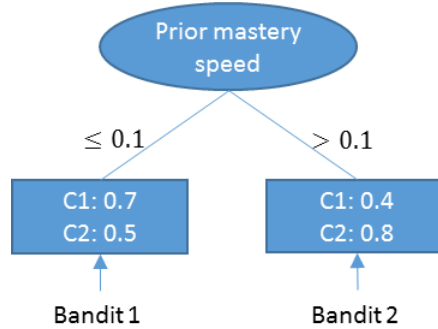 Prior mastery
speed
≤ 0.1
> 0.1
C1: 0.7
C2: 0.5
C1: 0.4
C2: 0.8
Bandit 1
Bandit 2